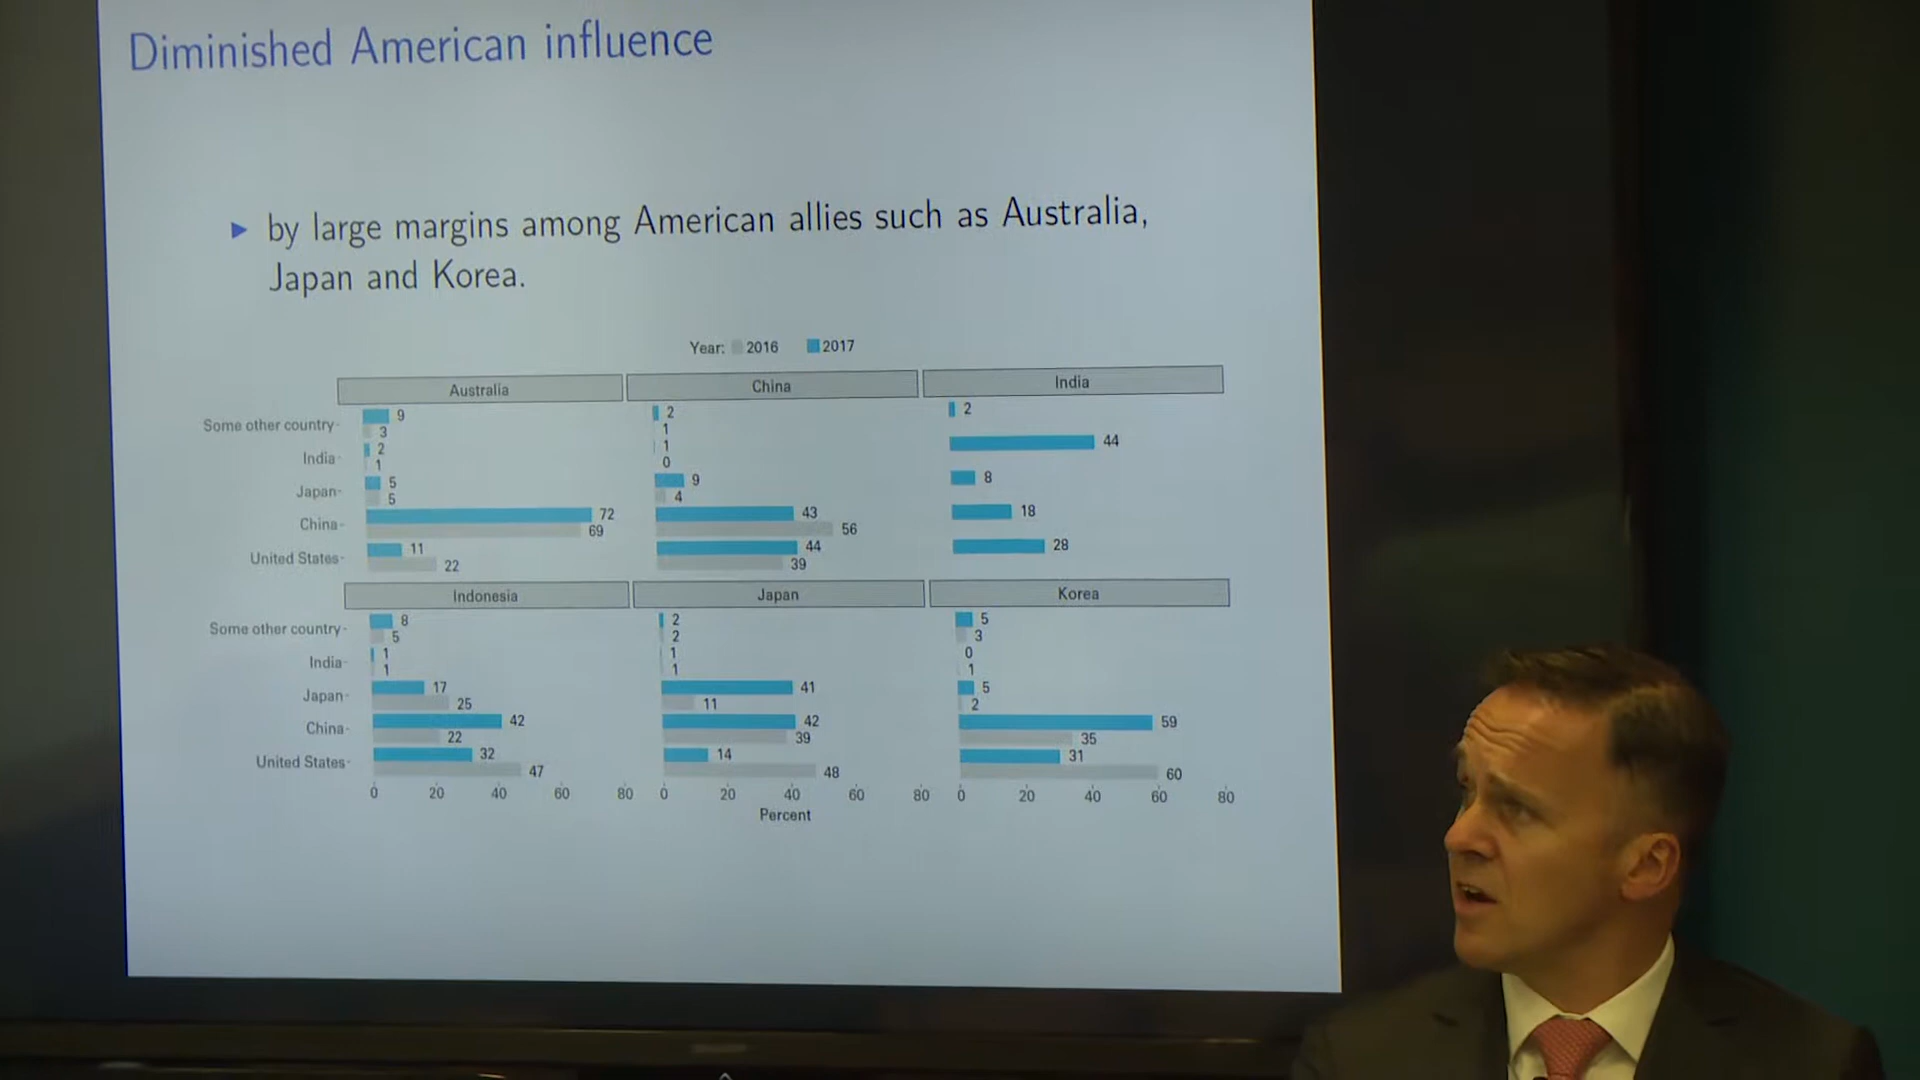 Diminished American influence
▶ by large margins among American allies such as Australia,
Japan and Korea.
Year: 2016 2017
Australia China India
Some other country- 9 2 2
3 1
India- 2 1 44
1 0
Japan- 5 9 8
5 4
China- 72 43 18
69 56
United States- 11 44 28
22 39
Indonesia Japan Korea
Some other country- 8 2 5
5 2 3
India- 1 1 0
1 1 1
Japan- 17 41 5
25 11 2
China- 42 42 59
22 39 35
United States- 32 14 31
47 48 60
0 20 40 60 80 0 20 40 60 80 0 20 40 60 80
Percent